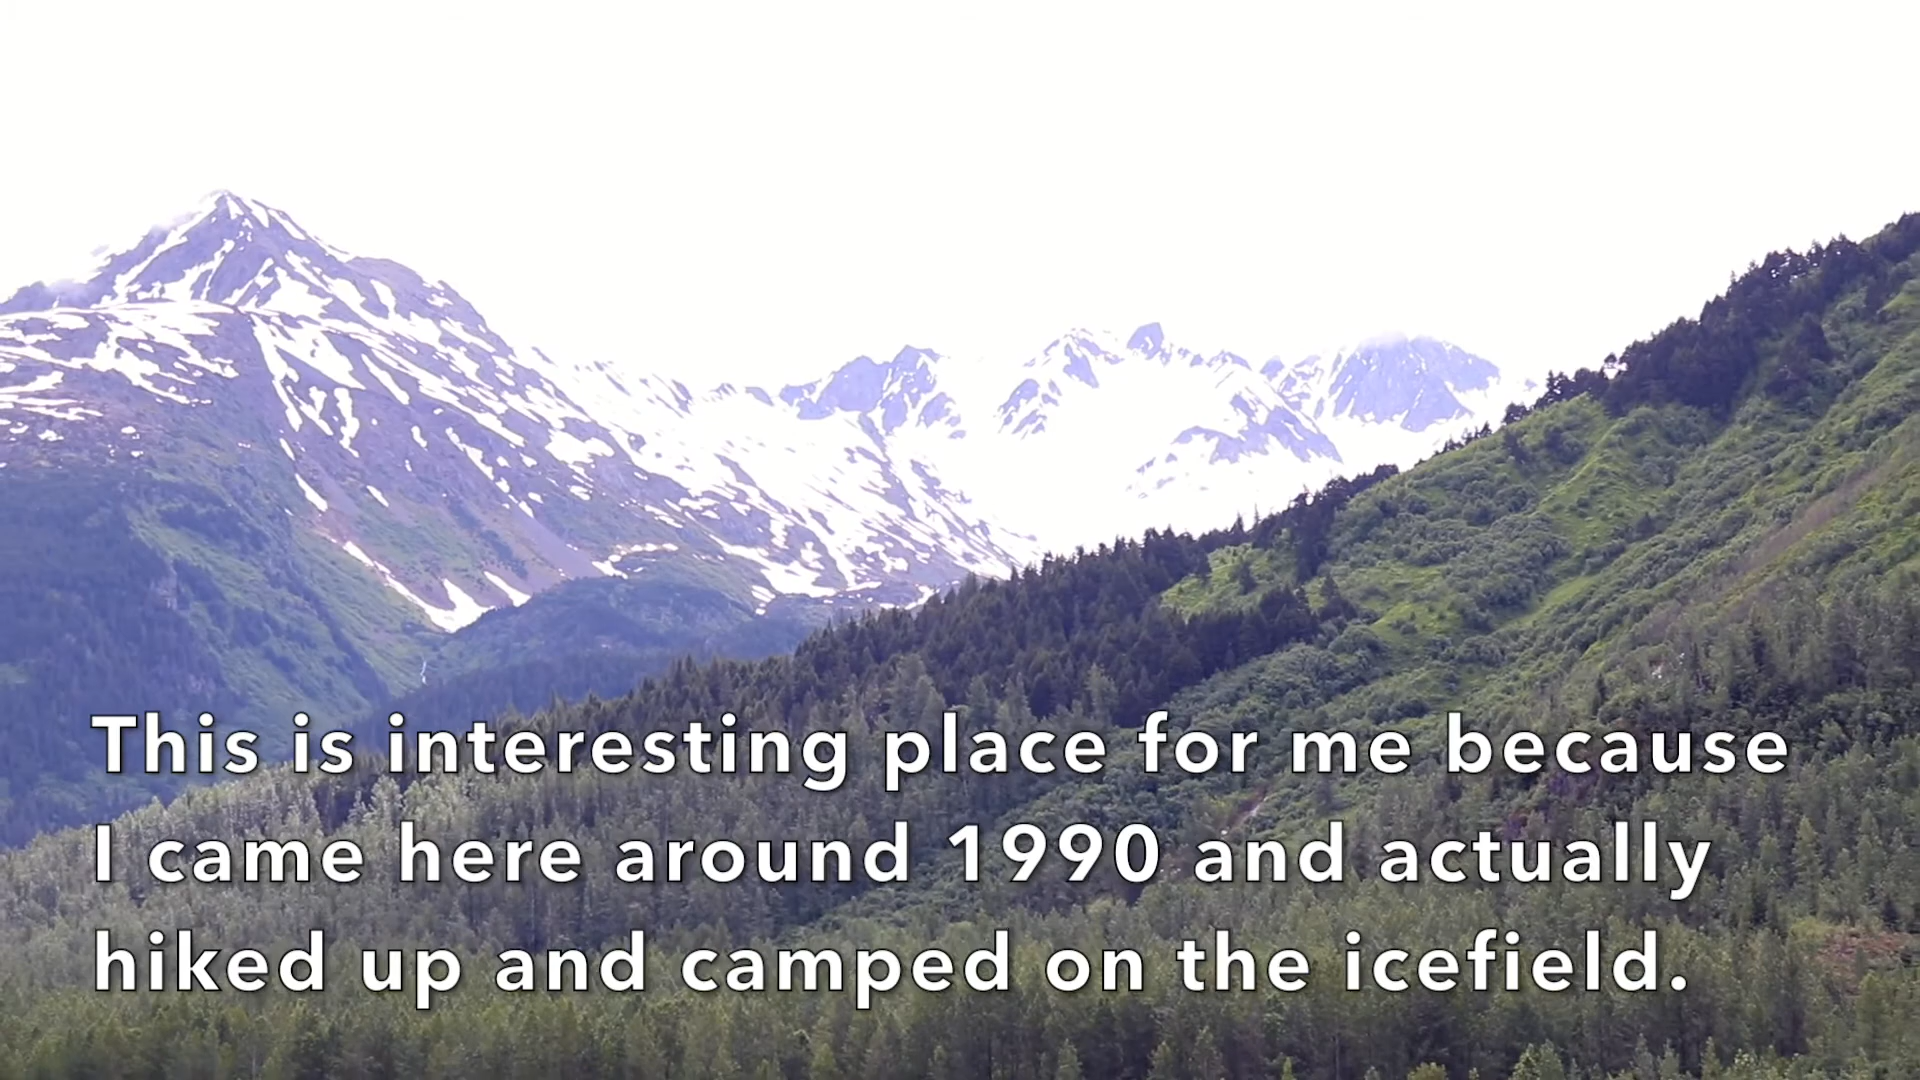 This is interesting place for me because
I came here around 1990 and actually
hiked up and camped on the icefield.